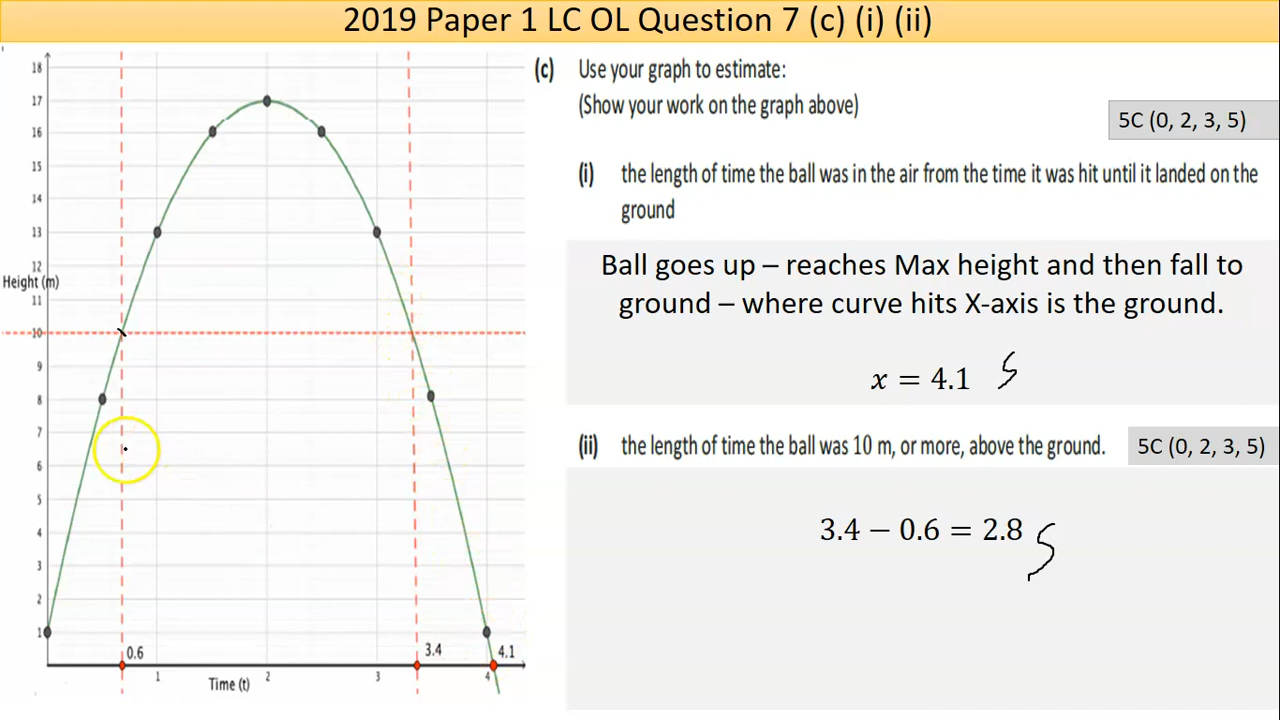 2019 Paper 1 LC OL Question 7 (c) (i) (ii)
18
17
16
15
14
13
12
Height (m)
11
10
9
8
7
6
5
4
3
2
1
0.6
3.4
4.1
1
2
3
4
Time (t)
(c) Use your graph to estimate:
(Show your work on the graph above)
5C (0, 2, 3, 5)
(i) the length of time the ball was in the air from the time it was hit until it landed on the
ground
Ball goes up – reaches Max height and then fall to
ground – where curve hits X-axis is the ground.
x = 4.1 s
(ii) the length of time the ball was 10 m, or more, above the ground.
5C (0, 2, 3, 5)
3.4 − 0.6 = 2.8 s